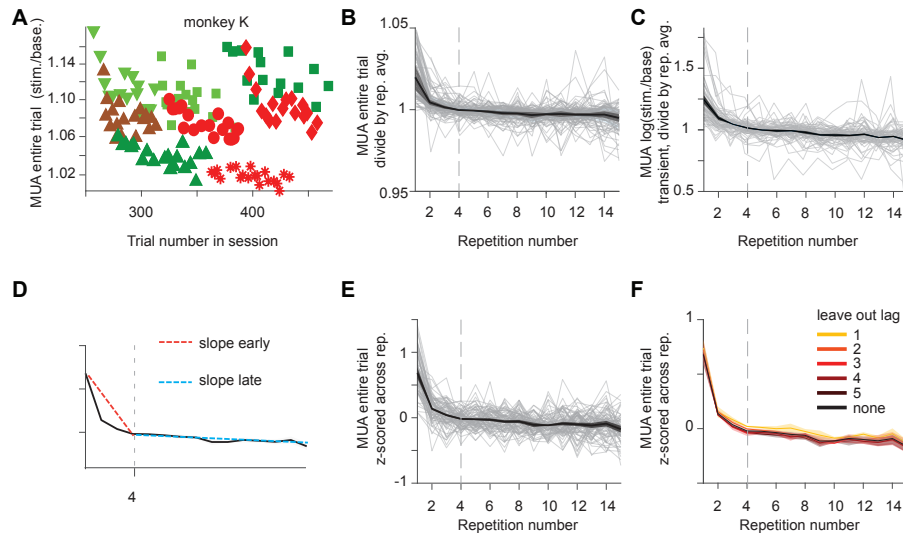 A
monkey K
MUA entire trial (stim./base.)
1.14
1.10
1.06
1.02
300
400
Trial number in session
B
MUA entire trial
divide by rep. avg.
1.05
1
0.95
2
4
6
8
10
12
14
Repetition number
C
MUA log(stim./base)
transient, divide by rep. avg.
1.5
1
0.5
2
4
6
8
10
12
14
Repetition number
D
slope early
slope late
4
E
MUA entire trial
z-scored across rep.
1
0
-1
2
4
6
8
10
12
14
Repetition number
F
MUA entire trial
z-scored across rep.
1
0
leave out lag
1
2
3
4
5
none
2
4
6
8
10
12
14
Repetition number